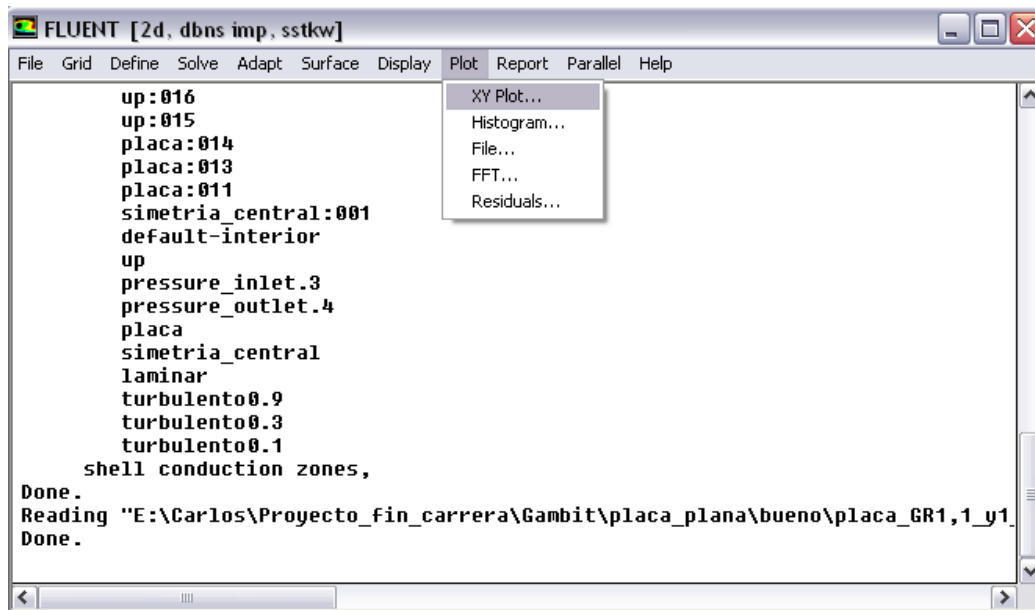 FLUENT [2d, dbns imp, sstkw]
File Grid Define Solve Adapt Surface Display Plot Report Parallel Help
XY Plot...
Histogram...
File...
FFT...
Residuals...
up:016
up:015
placa:014
placa:013
placa:011
simetria_central:001
default-interior
up
pressure_inlet.3
pressure_outlet.4
placa
simetria_central
laminar
turbulento0.9
turbulento0.3
turbulento0.1
shell conduction zones,
Done.
Reading "E:\Carlos\Proyecto_fin_carrera\Gambit\placa_plana\bueno\placa_GR1,1_y1_
Done.